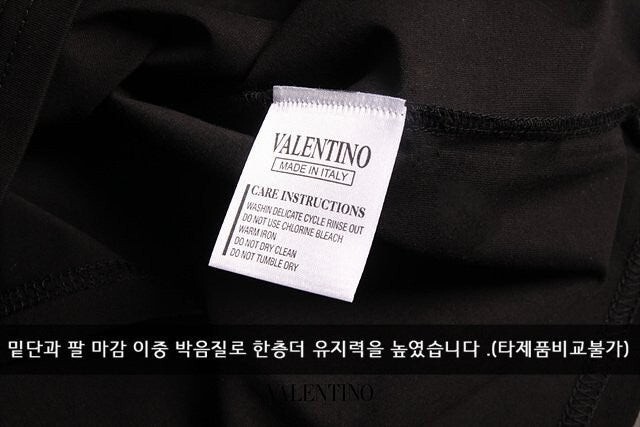 VALENTINO
MADE IN ITALY
CARE INSTRUCTIONS
WASHIN DELICATE CYCLE RINSE OUT
DO NOT USE CHLORINE BLEACH
WARM IRON
DO NOT DRY CLEAN
DO NOT TUMBLE DRY
밑단과 팔 마감 이중 박음질로 한층더 유지력을 높였습니다 .(타제품비교불가)
VALENTINO